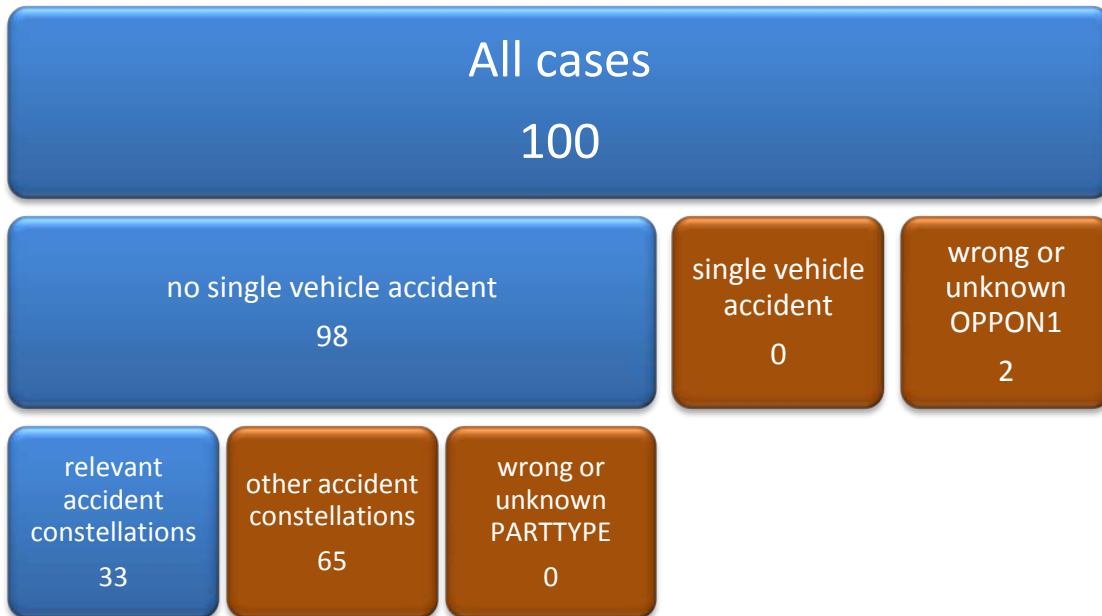 All cases
100
no single vehicle accident
98
single vehicle
accident
0
wrong or
unknown
OPPON1
2
relevant
accident
constellations
33
other accident
constellations
65
wrong or
unknown
PARTTYPE
0